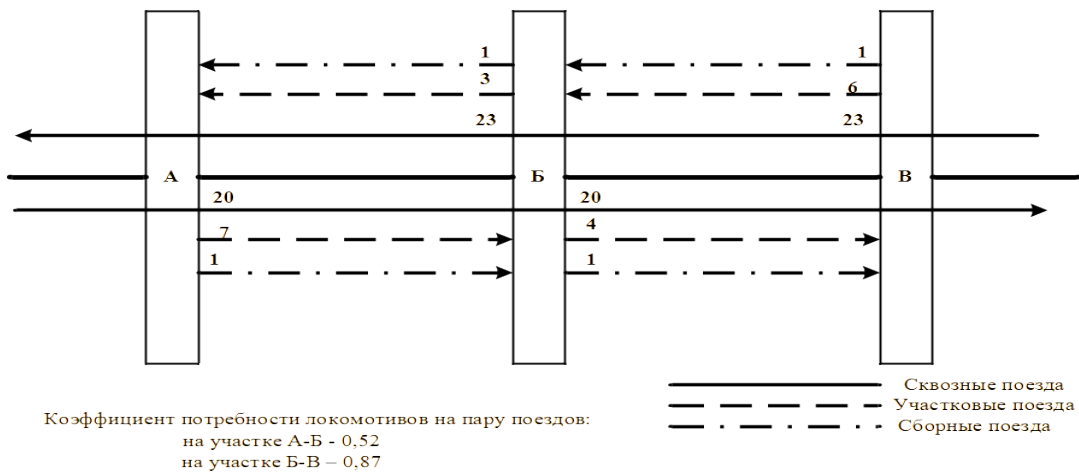 1 1
3 6
23 23
А Б В
20 20
7 4
1 1
Сквозные поезда
Участковые поезда
Сборные поезда
Коэффициент потребности локомотивов на пару поездов:
на участке А-Б - 0,52
на участке Б-В – 0,87